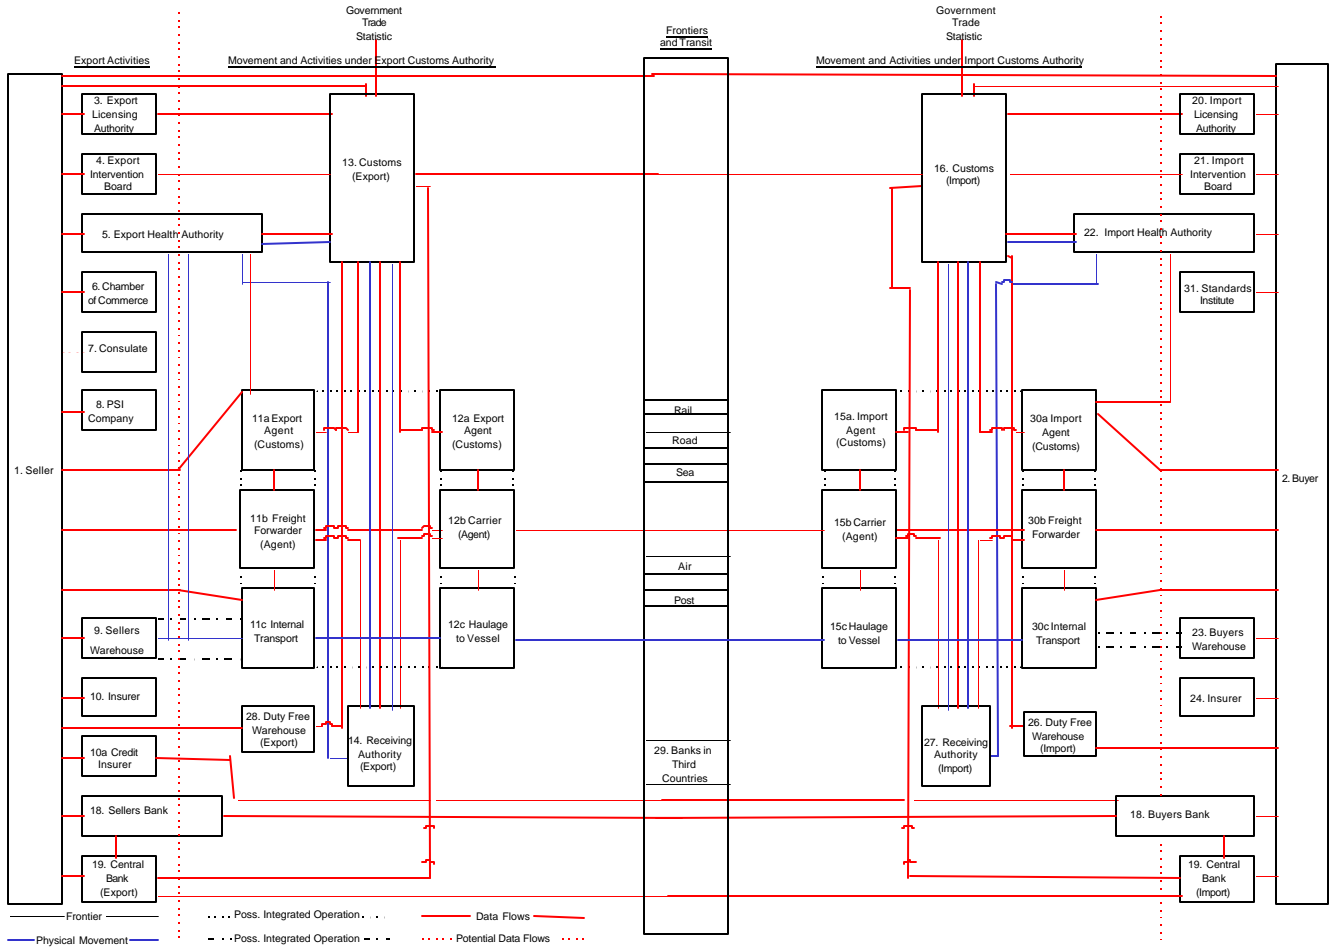 Government
Trade
Statistic
Government
Trade
Statistic
Frontiers
and Transit
Export Activities
Movement and Activities under Export Customs Authority
Movement and Activities under Import Customs Authority
3. Export
Licensing
Authority
20. Import
Licensing
Authority
4. Export
Intervention
Board
13. Customs
(Export)
16. Customs
(Import)
21. Import
Intervention
Board
5. Export Health Authority
22. Import Health Authority
6. Chamber
of Commerce
31. Standards
Institute
7. Consulate
8. PSI
Company
11a Export
Agent
(Customs)
12a Export
Agent
(Customs)
Rail
Road
Sea
15a. Import
Agent
(Customs)
30a Import
Agent
(Customs)
1. Seller
2. Buyer
11b Freight
Forwarder
(Agent)
12b Carrier
(Agent)
15b Carrier
(Agent)
30b Freight
Forwarder
Air
Post
9. Sellers
Warehouse
11c Internal
Transport
12c Haulage
to Vessel
15c Haulage
to Vessel
30c Internal
Transport
23. Buyers
Warehouse
10. Insurer
24. Insurer
28. Duty Free
Warehouse
(Export)
14. Receiving
Authority
(Export)
29. Banks in
Third
Countries
27. Receiving
Authority
(Import)
26. Duty Free
Warehouse
(Import)
10a Credit
Insurer
18. Sellers Bank
18. Buyers Bank
19. Central
Bank
(Export)
19. Central
Bank
(Import)
Frontier
Poss. Integrated Operation
Data Flows
Physical Movement
Poss. Integrated Operation
Potential Data Flows